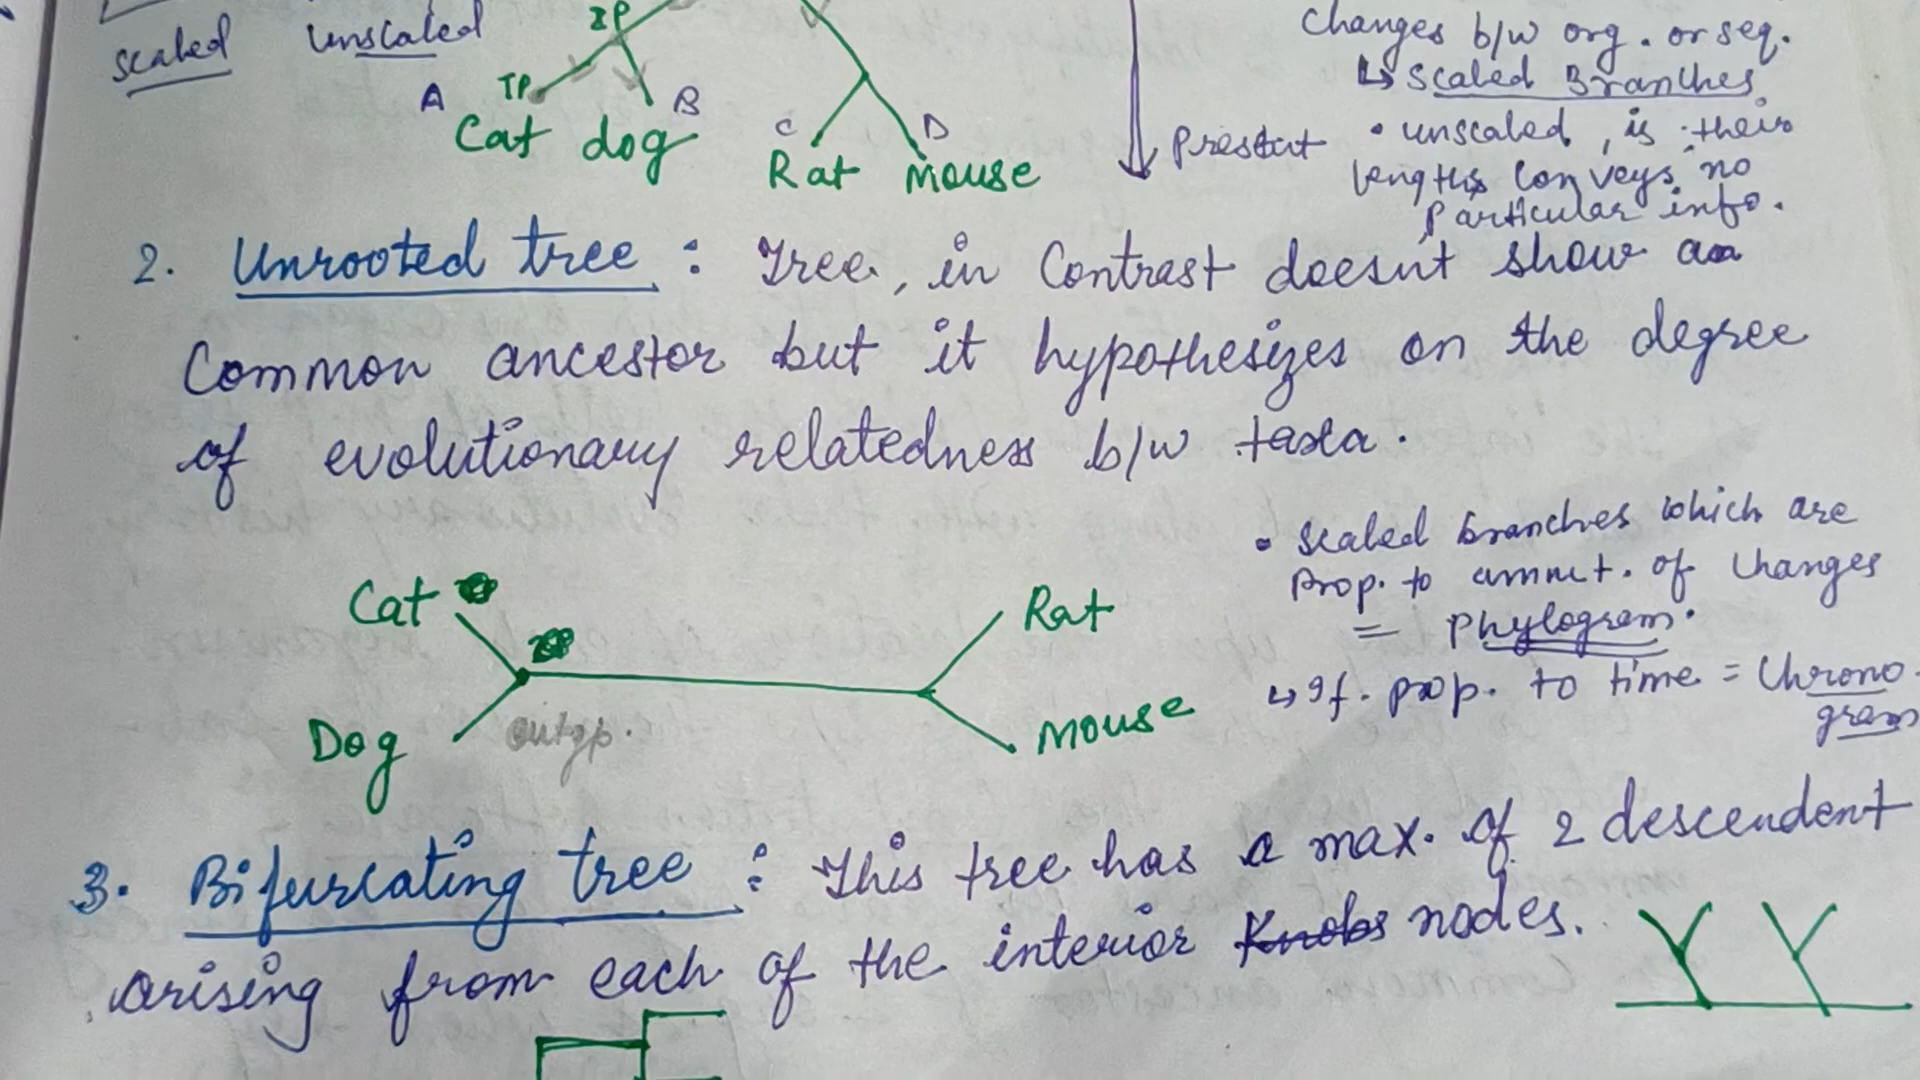 scaled unscaled
IP
TP
A
B
Cat dog
C
D
Rat Mouse
Present
Changes b/w org. or seq.
↳ Scaled Branches
• unscaled, is their
lengths Conveys no
Particular info.
2. Unrooted tree : Tree, in Contrast doesn't show a
Common ancestor but it hypothesizes on the degree
of evolutionary relatedness b/w taxa.
• Scaled branches which are
Prop. to amnt. of changes
= Phylogram.
↳ If. prop. to time = Chrono-
gram
Cat
Dog
outgp.
Rat
Mouse
3. Bifurcating tree : This tree has a max. of 2 descendent
arising from each of the interior Knobs nodes.